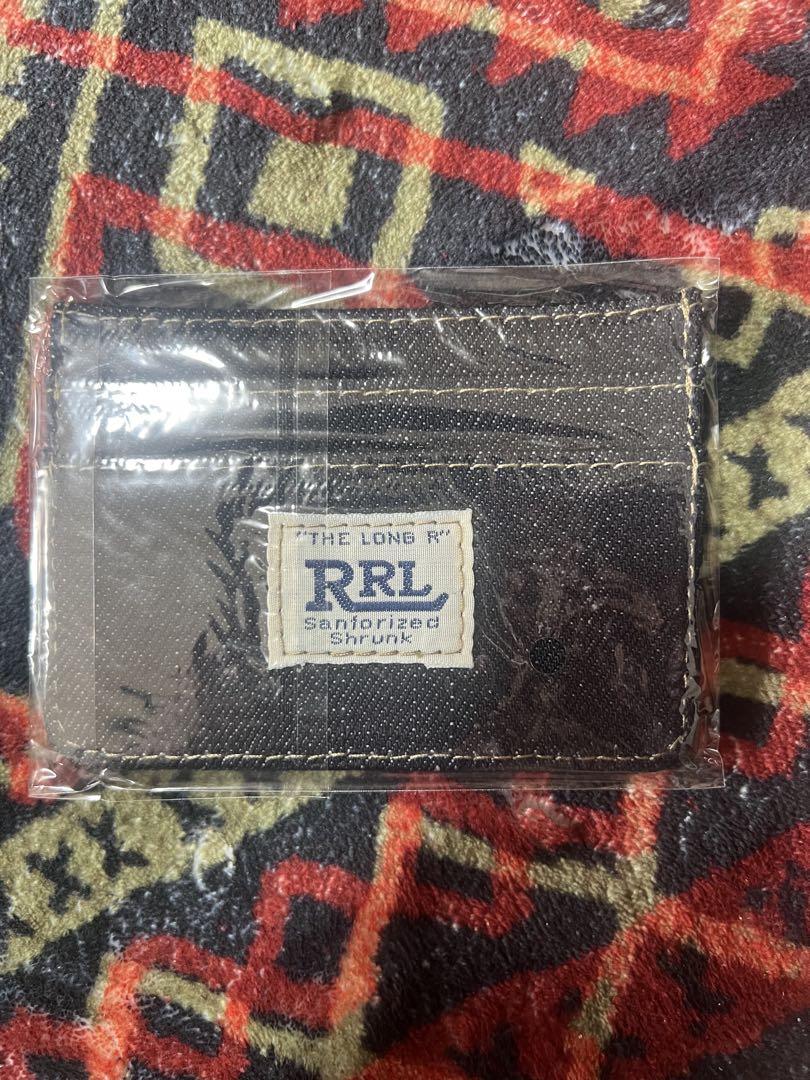 "THE LONG R"
RRL
Sanforized
Shrunk